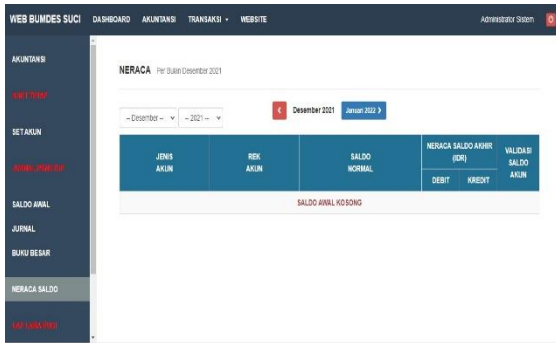 WEB BUMDES SUCI DASHBOARD AKUNTANSI TRANSAKSI WEBSITE Administrator Sistem
AKUNTANSI
NERACA Per Bulan Desember 2021
SETAKUN
-- Desember -- -- 2021 -- Desember 2021 Januari 2022
JENIS AKUN
REK AKUN
SALDO NORMAL
NERACA SALDO AKHIR (IDR)
DEBIT KREDIT
VALIDASI SALDO AKUN
SALDO AWAL KOSONG
SALDO AWAL
JURNAL
BUKU BESAR
NERACA SALDO